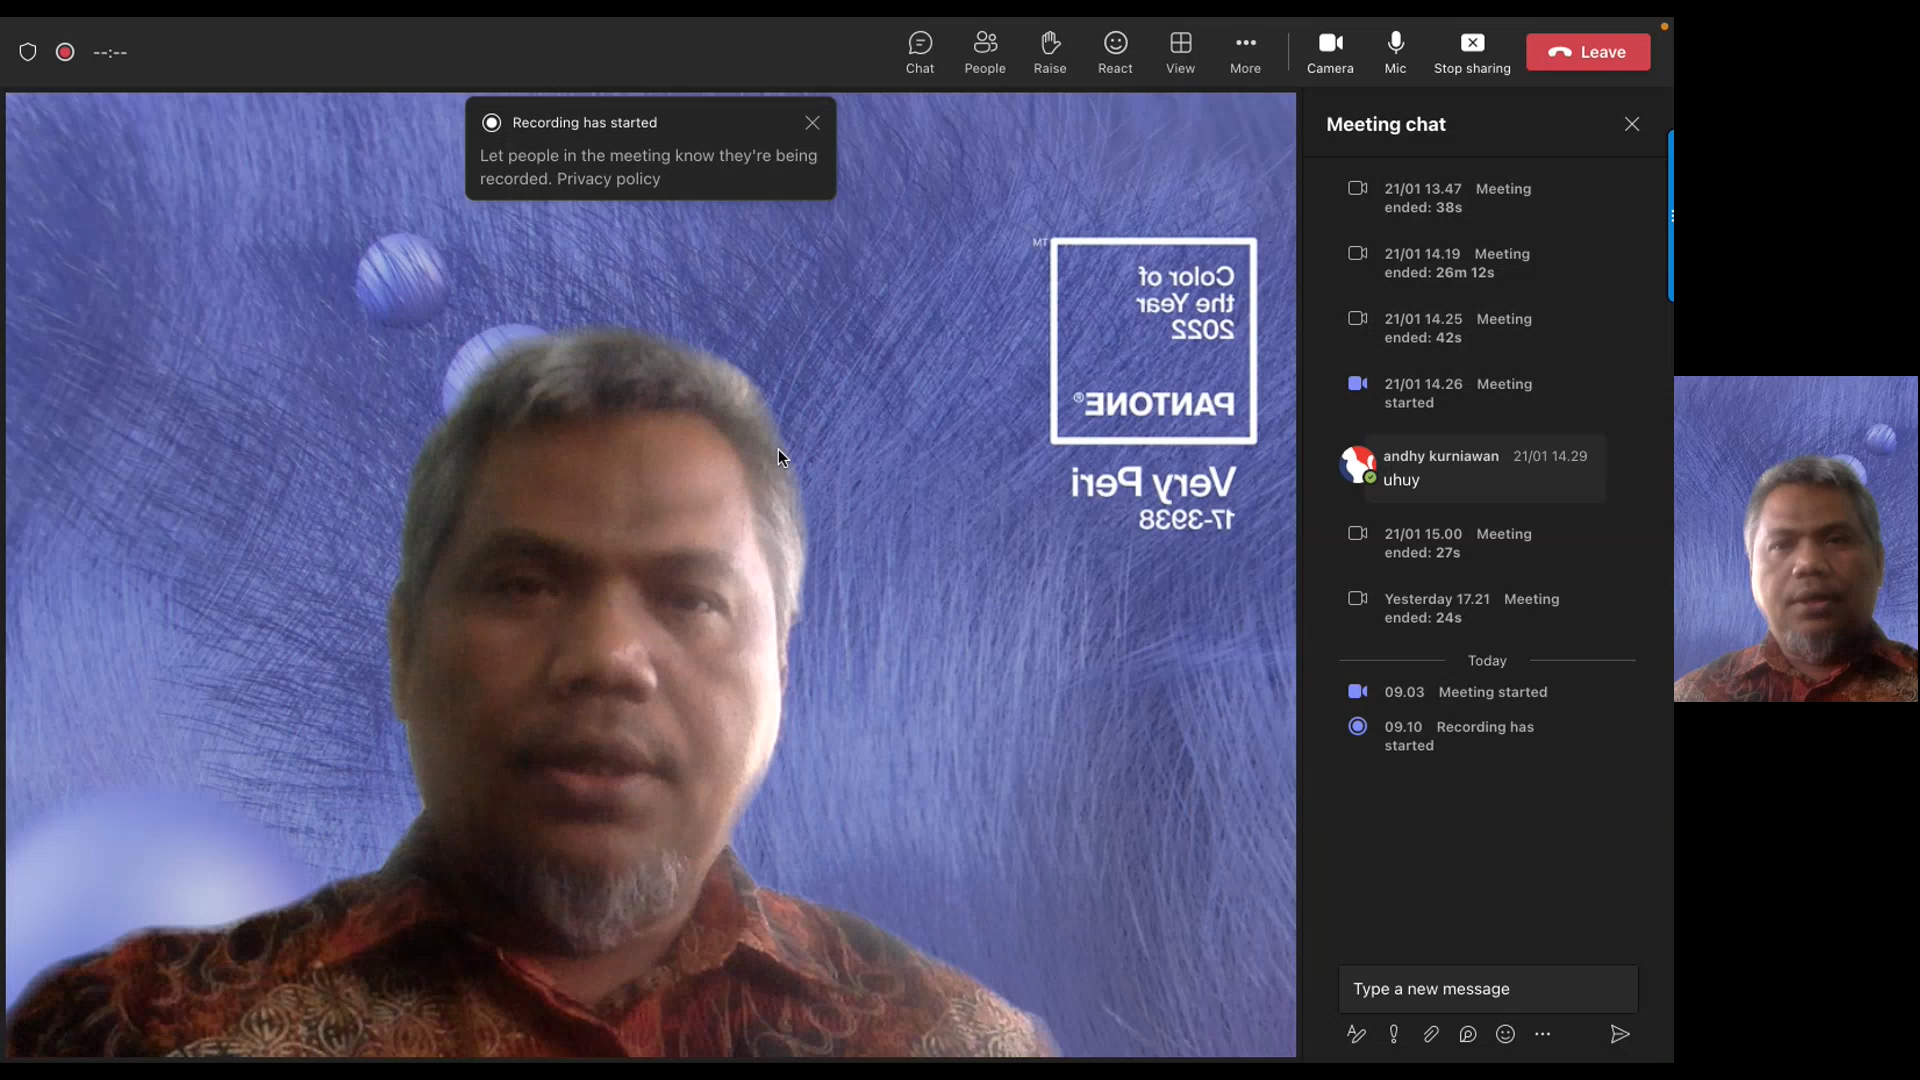 --:--
Chat
People
Raise
React
View
More
Camera
Mic
Stop sharing
Leave
Recording has started
Let people in the meeting know they're being
recorded. Privacy policy
TM
Color of
the Year
2022
PANTONE®
Very Peri
17-3938
Meeting chat
21/01 13.47 Meeting
ended: 38s
21/01 14.19 Meeting
ended: 26m 12s
21/01 14.25 Meeting
ended: 42s
21/01 14.26 Meeting
started
andhy kurniawan 21/01 14.29
uhuy
21/01 15.00 Meeting
ended: 27s
Yesterday 17.21 Meeting
ended: 24s
Today
09.03 Meeting started
09.10 Recording has
started
Type a new message